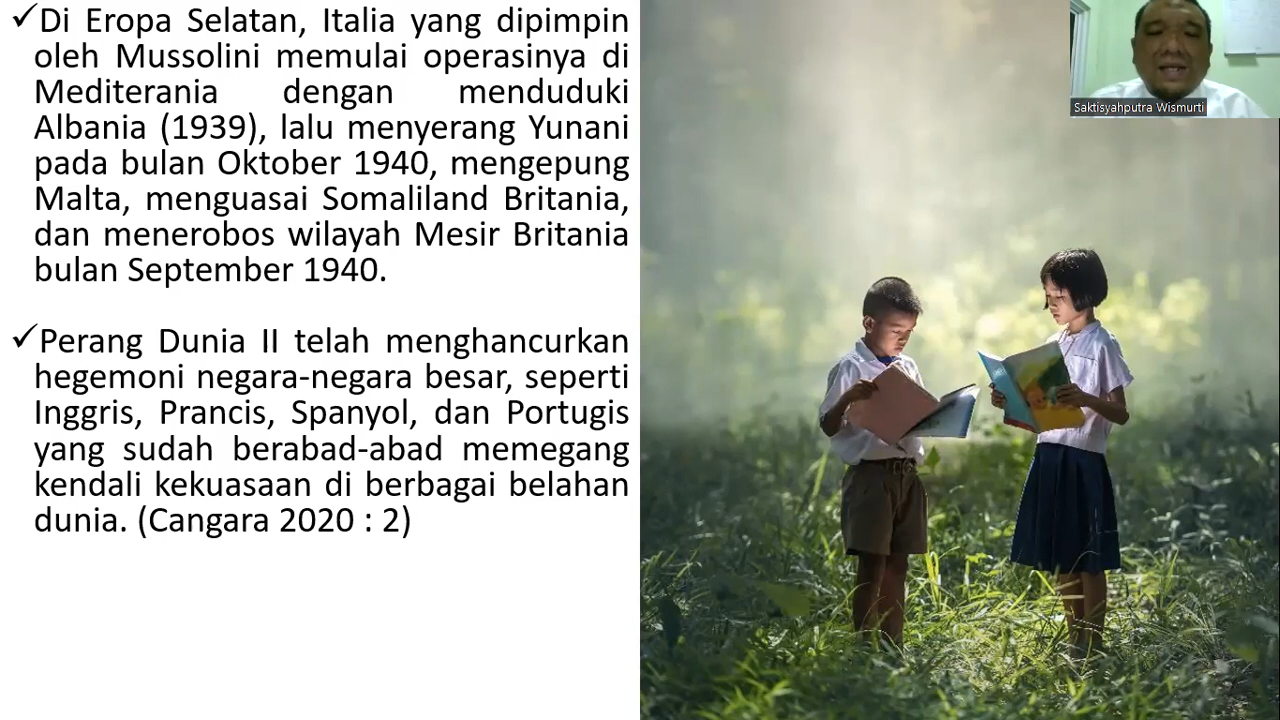 ✓Di Eropa Selatan, Italia yang dipimpin
oleh Mussolini memulai operasinya di
Mediterania dengan menduduki
Albania (1939), lalu menyerang Yunani
pada bulan Oktober 1940, mengepung
Malta, menguasai Somaliland Britania,
dan menerobos wilayah Mesir Britania
bulan September 1940.
✓Perang Dunia II telah menghancurkan
hegemoni negara-negara besar, seperti
Inggris, Prancis, Spanyol, dan Portugis
yang sudah berabad-abad memegang
kendali kekuasaan di berbagai belahan
dunia. (Cangara 2020 : 2)
Saktisyahputra Wismurti